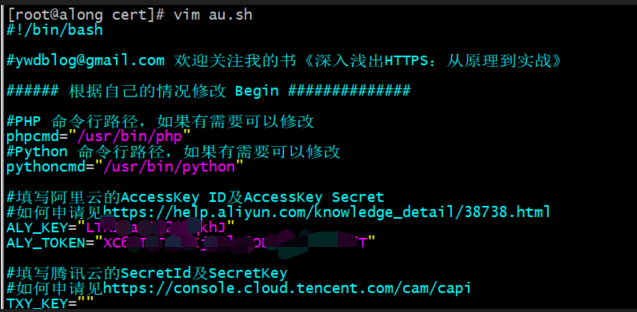 [root@along cert]# vim au.sh
#!/bin/bash
#ywdblog@gmail.com 欢迎关注我的书《深入浅出HTTPS：从原理到实战》
###### 根据自己的情况修改 Begin ##############
#PHP 命令行路径，如果有需要可以修改
phpcmd="/usr/bin/php"
#Python 命令行路径，如果有需要可以修改
pythoncmd="/usr/bin/python"
#填写阿里云的AccessKey ID及AccessKey Secret
#如何申请见https://help.aliyun.com/knowledge_detail/38738.html
ALY_KEY="
ALY_TOKEN="
#填写腾讯云的SecretId及SecretKey
#如何申请见https://console.cloud.tencent.com/cam/capi
TXY_KEY=""